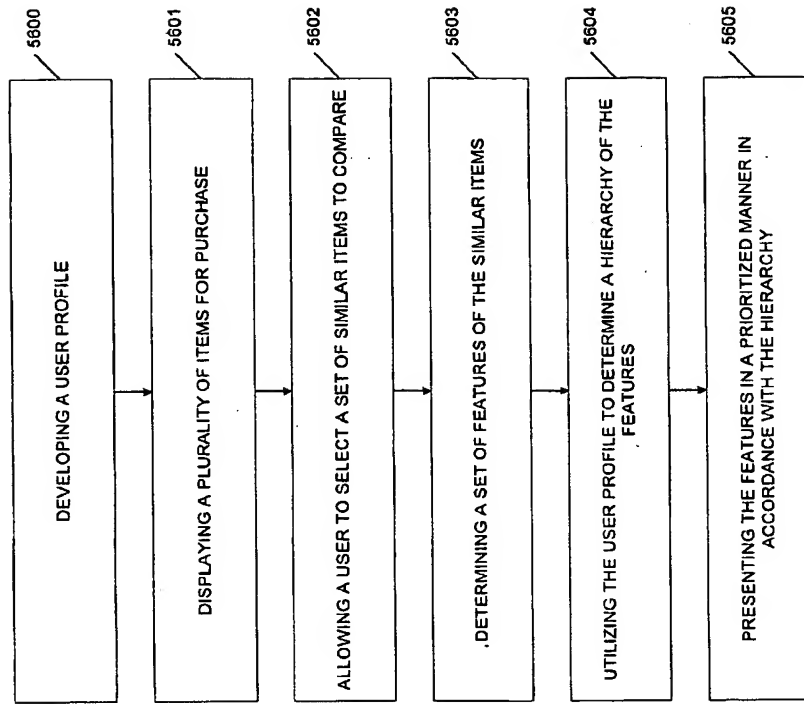 5600
DEVELOPING A USER PROFILE
5601
DISPLAYING A PLURALITY OF ITEMS FOR PURCHASE
5602
ALLOWING A USER TO SELECT A SET OF SIMILAR ITEMS TO COMPARE
5603
DETERMINING A SET OF FEATURES OF THE SIMILAR ITEMS
5604
UTILIZING THE USER PROFILE TO DETERMINE A HIERARCHY OF THE
FEATURES
5605
PRESENTING THE FEATURES IN A PRIORITIZED MANNER IN
ACCORDANCE WITH THE HIERARCHY